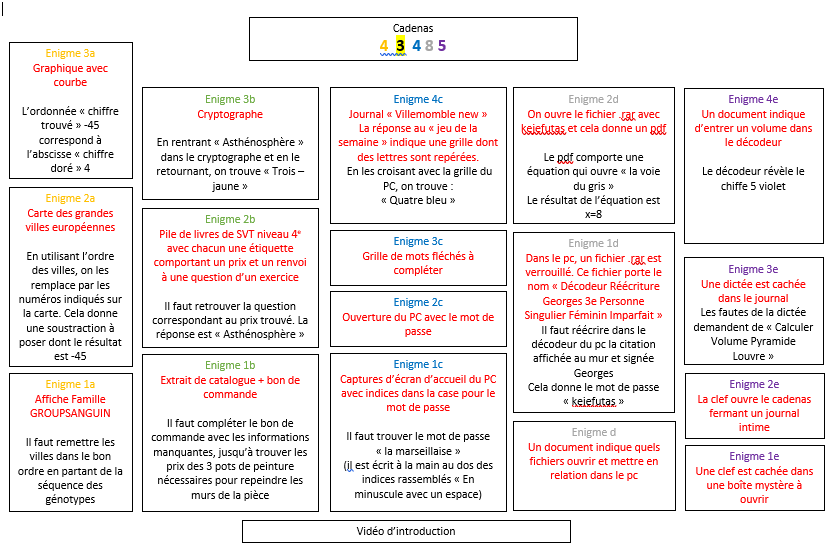 Cadenas
4 3 4 8 5
Enigme 3a
Graphique avec
courbe
L'ordonnée « chiffre
trouvé » -45
correspond à
l'abscisse « chiffre
doré » 4
Enigme 2a
Carte des grandes
villes européennes
En utilisant l'ordre
des villes, on les
remplace par les
numéros indiqués sur
la carte. Cela donne
une soustraction à
poser dont le résultat
est -45
Enigme 1a
Affiche Famille
GROUPSANGUIN
Il faut remettre les
villes dans le bon
ordre en partant de la
séquence des
génotypes
Enigme 3b
Cryptographe
En rentrant « Asthénosphère »
dans le cryptographe et en le
retournant, on trouve « Trois –
jaune »
Enigme 2b
Pile de livres de SVT niveau 4e
avec chacun une étiquette
comportant un prix et un renvoi
à une question d'un exercice
Il faut retrouver la question
correspondant au prix trouvé. La
réponse est « Asthénosphère »
Enigme 1b
Extrait de catalogue + bon de
commande
Il faut compléter le bon de
commande avec les informations
manquantes, jusqu'à trouver les
prix des 3 pots de peinture
nécessaires pour repeindre les
murs de la pièce
Enigme 4c
Journal « Villemomble new »
La réponse au « jeu de la
semaine » indique une grille dont
des lettres sont repérées.
En les croisant avec la grille du
PC, on trouve :
« Quatre bleu »
Enigme 3c
Grille de mots fléchés à
compléter
Enigme 2c
Ouverture du PC avec le mot de
passe
Enigme 1c
Captures d'écran d'accueil du PC
avec indices dans la case pour le
mot de passe
Il faut trouver le mot de passe
« la marseillaise »
(il est écrit à la main au dos des
indices rassemblés « En
minuscule avec un espace)
Enigme 2d
On ouvre le fichier .rar avec
kejefutas et cela donne un pdf
Le pdf comporte une
équation qui ouvre « la voie
du gris »
Le résultat de l'équation est
x=8
Enigme 1d
Dans le pc, un fichier .rar est
verrouillé. Ce fichier porte le
nom « Décodeur Réécriture
Georges 3e Personne
Singulier Féminin Imparfait »
Il faut réécrire dans le
décodeur du pc la citation
affichée au mur et signée
Georges
Cela donne le mot de passe
« kejefutas »
Enigme d
Un document indique quels
fichiers ouvrir et mettre en
relation dans le pc
Enigme 4e
Un document indique
d'entrer un volume dans
le décodeur
Le décodeur révèle le
chiffe 5 violet
Enigme 3e
Une dictée est cachée
dans le journal
Les fautes de la dictée
demandent de « Calculer
Volume Pyramide
Louvre »
Enigme 2e
La clef ouvre le cadenas
fermant un journal
intime
Enigme 1e
Une clef est cachée dans
une boîte mystère à
ouvrir
Vidéo d'introduction